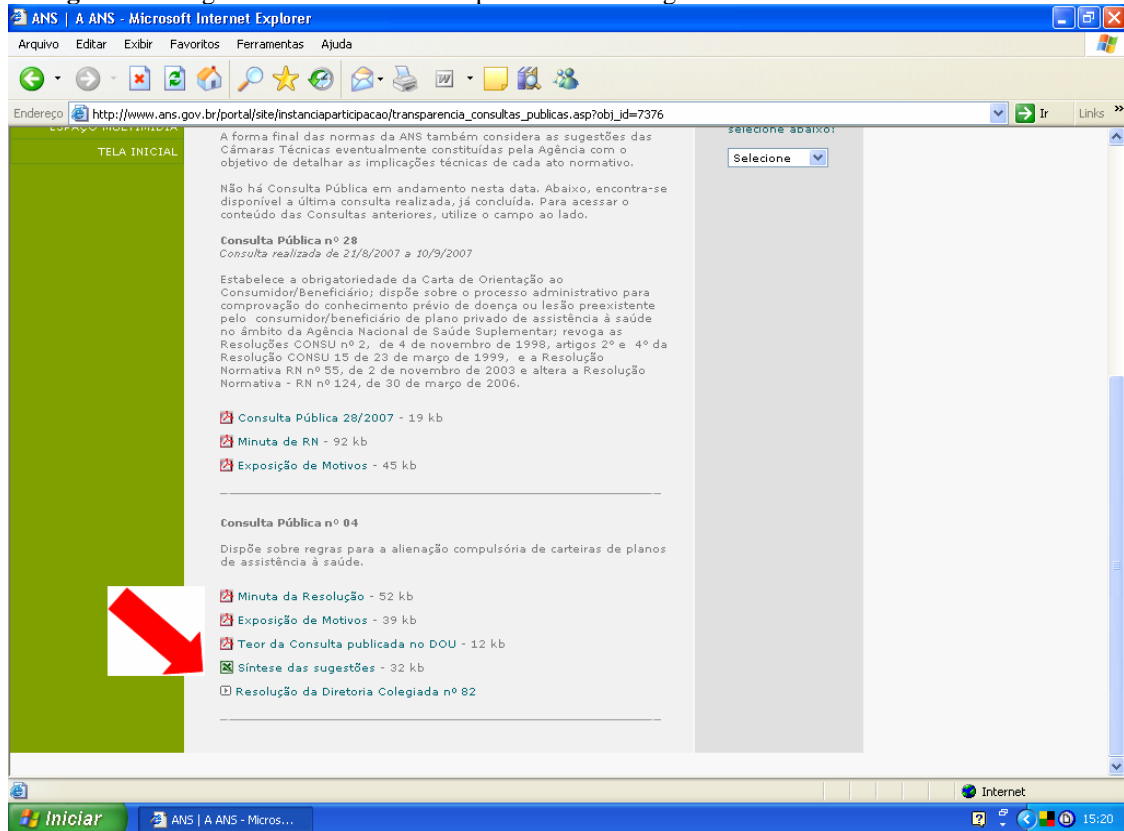 ANS | A ANS - Microsoft Internet Explorer
Arquivo Editar Exibir Favoritos Ferramentas Ajuda
Endereço http://www.ans.gov.br/portal/site/instanciaparticipacao/transparencia_consultas_publicas.asp?obj_id=7376 Ir Links »
ESPAÇO MULTIMÍDIA
TELA INICIAL
A forma final das normas da ANS também considera as sugestões das
Câmaras Técnicas eventualmente constituídas pela Agência com o
objetivo de detalhar as implicações técnicas de cada ato normativo.
Não há Consulta Pública em andamento nesta data. Abaixo, encontra-se
disponível a última consulta realizada, já concluída. Para acessar o
conteúdo das Consultas anteriores, utilize o campo ao lado.
Consulta Pública nº 28
Consulta realizada de 21/8/2007 a 10/9/2007
Estabelece a obrigatoriedade da Carta de Orientação ao
Consumidor/Beneficiário; dispõe sobre o processo administrativo para
comprovação do conhecimento prévio de doença ou lesão preexistente
pelo consumidor/beneficiário de plano privado de assistência à saúde
no âmbito da Agência Nacional de Saúde Suplementar; revoga as
Resoluções CONSU nº 2, de 4 de novembro de 1998, artigos 2º e 4º da
Resolução CONSU 15 de 23 de março de 1999, e a Resolução
Normativa RN nº 55, de 2 de novembro de 2003 e altera a Resolução
Normativa - RN nº 124, de 30 de março de 2006.
Consulta Pública 28/2007 - 19 kb
Minuta de RN - 92 kb
Exposição de Motivos - 45 kb
Consulta Pública nº 04
Dispõe sobre regras para a alienação compulsória de carteiras de planos
de assistência à saúde.
Minuta da Resolução - 52 kb
Exposição de Motivos - 39 kb
Teor da Consulta publicada no DOU - 12 kb
Síntese das sugestões - 32 kb
Resolução da Diretoria Colegiada nº 82
selecione abaixo:
Selecione
Internet
Iniciar ANS | A ANS - Micros... 15:20